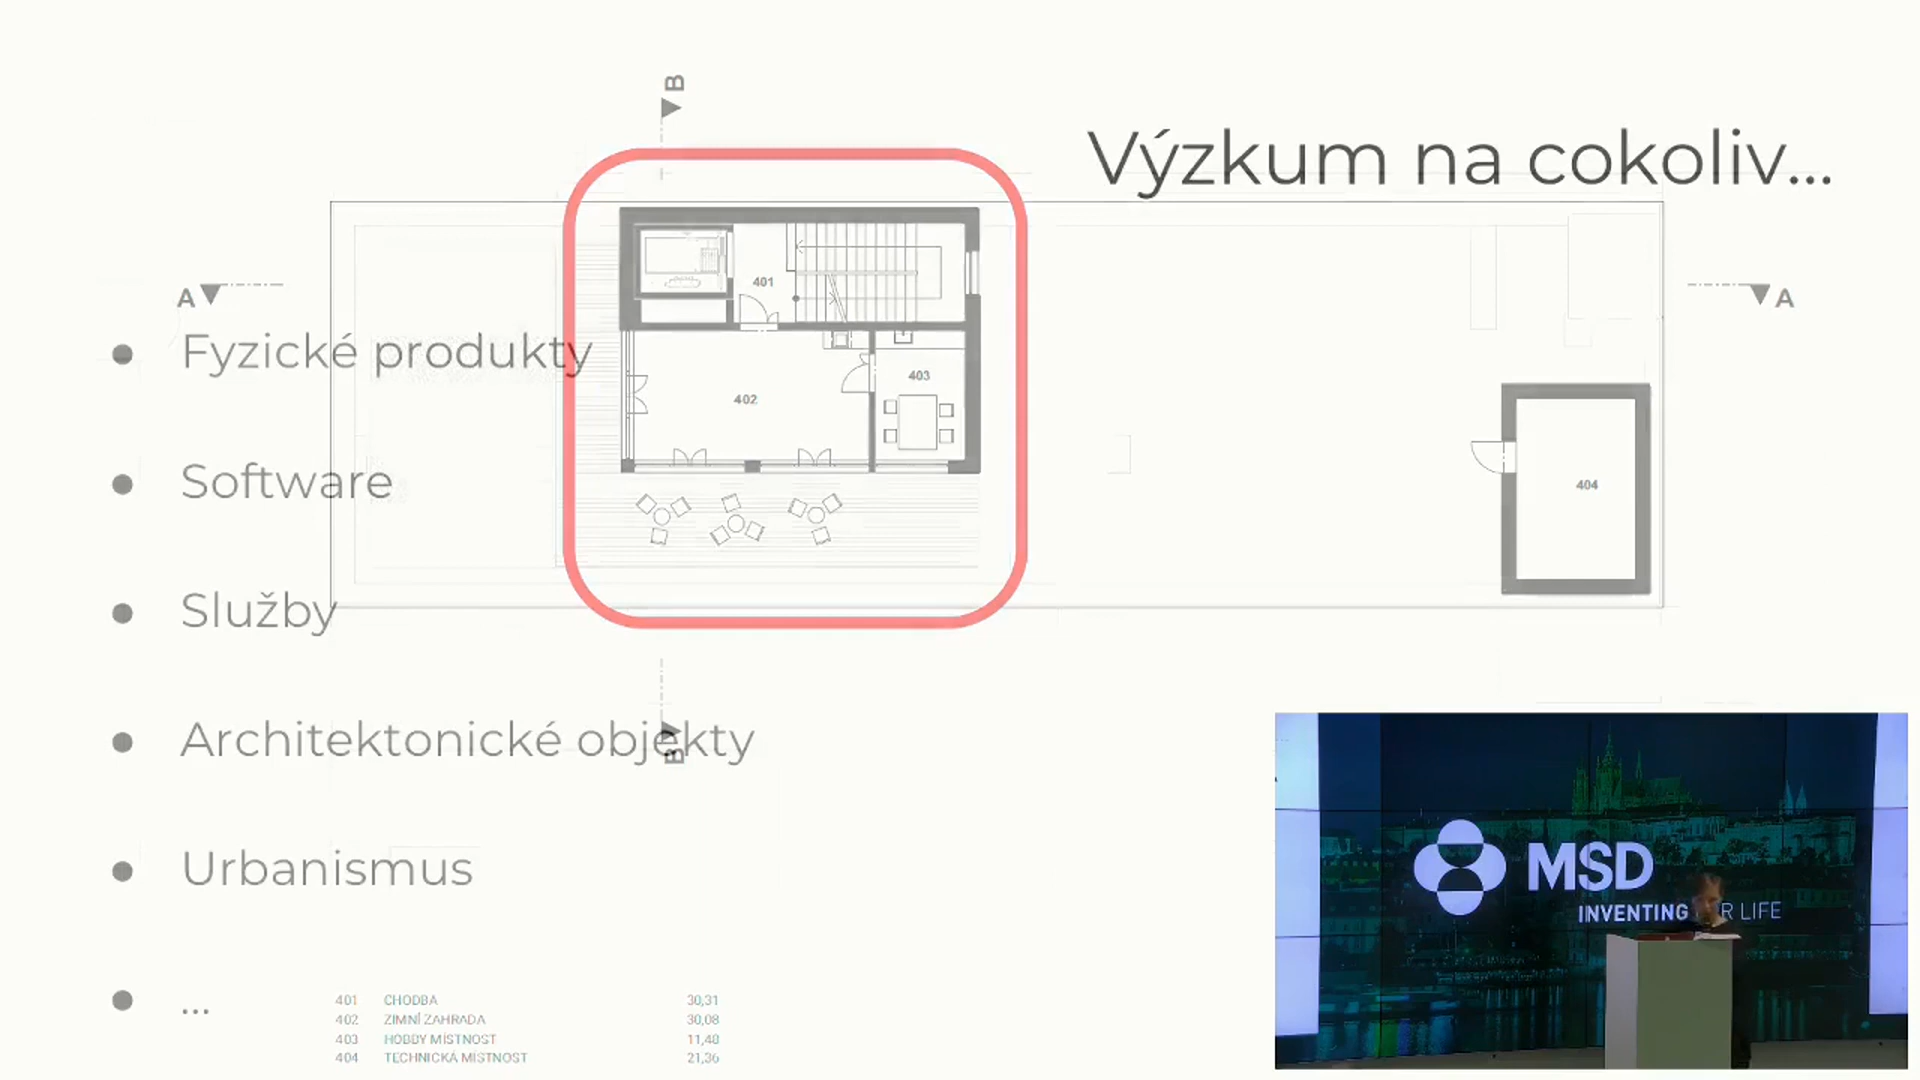 B
Výzkum na cokoliv...
A
A
401
Fyzické produkty
403
402
Software
404
Služby
Architektonické objekty
B
Urbanismus
...
401 CHODBA 30,31
402 ZIMNÍ ZAHRADA 30,08
403 HOBBY MÍSTNOST 11,40
404 TECHNICKÁ MÍSTNOST 21,36
MSD
INVENTING FOR LIFE